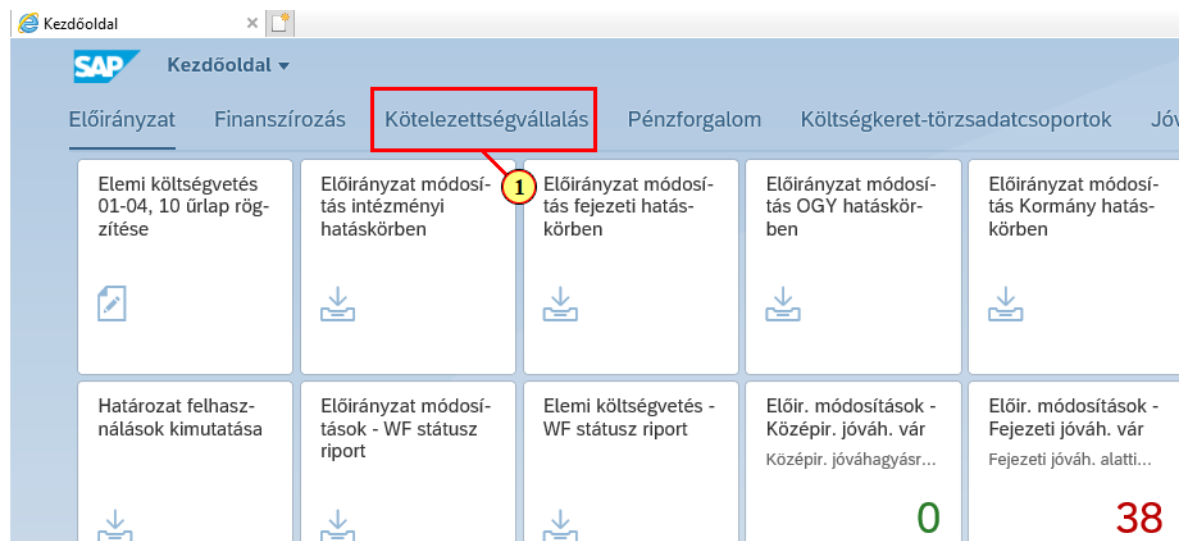 Kezdőoldal
SAP Kezdőoldal
Előirányzat Finanszírozás Kötelezettségvállalás Pénzforgalom Költségkeret-törzsadatcsoportok Jóv
1
Elemi költségvetés
01-04, 10 űrlap rög-
zítése
Előirányzat módosí-
tás intézményi
hatáskörben
Előirányzat módosí-
tás fejezeti hatás-
körben
Előirányzat módosí-
tás OGY hatáskör-
ben
Előirányzat módosí-
tás Kormány hatás-
körben
Határozat felhasz-
nálások kimutatása
Előirányzat módosí-
tások - WF státusz
riport
Elemi költségvetés -
WF státusz riport
Előir. módosítások -
Középir. jóváh. vár
Középir. jóváhagyásr...
0
Előir. módosítások -
Fejezeti jóváh. vár
Fejezeti jóváh. alatti...
38